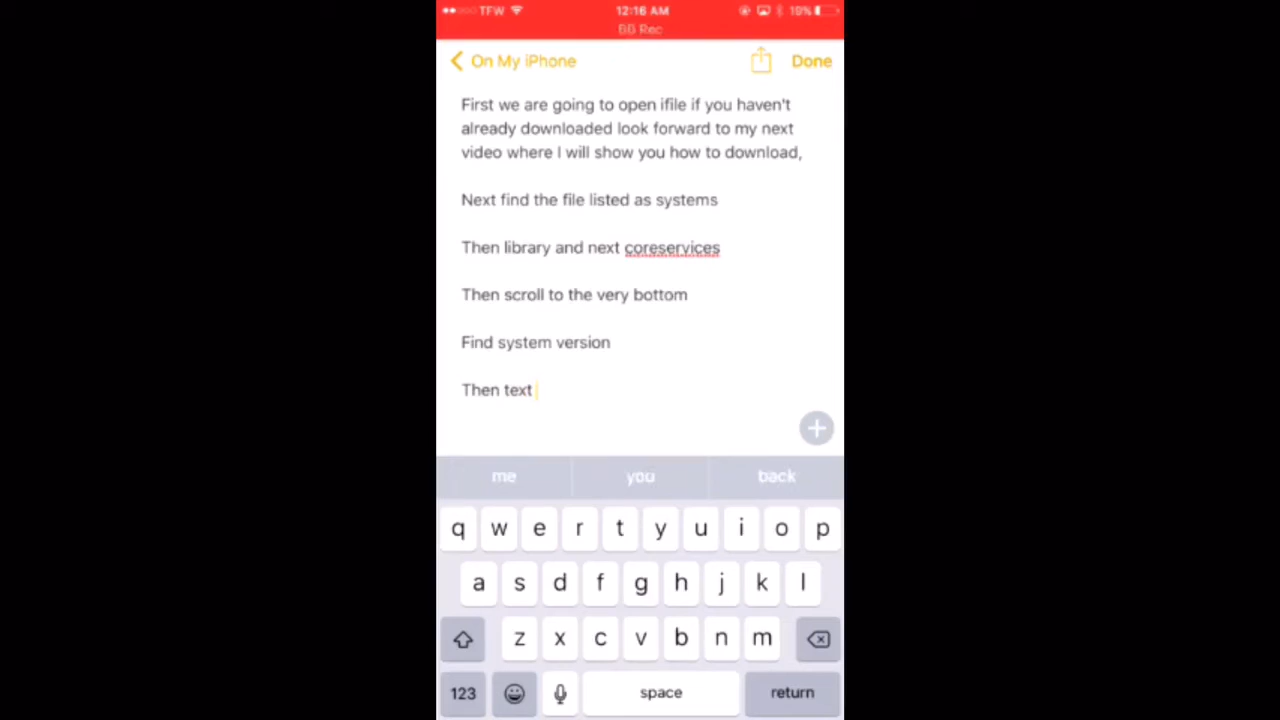 TFW 12:16 AM 19%
BB Rec
On My iPhone Done
First we are going to open ifile if you haven't
already downloaded look forward to my next
video where I will show you how to download,
Next find the file listed as systems
Then library and next coreservices
Then scroll to the very bottom
Find system version
Then text
me you back
q w e r t y u i o p
a s d f g h j k l
z x c v b n m
123 space return